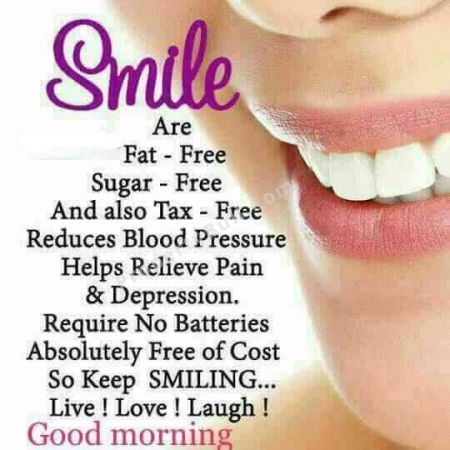 Smile
Are
Fat - Free
Sugar - Free
And also Tax - Free
Reduces Blood Pressure
Helps Relieve Pain
& Depression.
Require No Batteries
Absolutely Free of Cost
So Keep SMILING...
Live ! Love ! Laugh !
Good morning